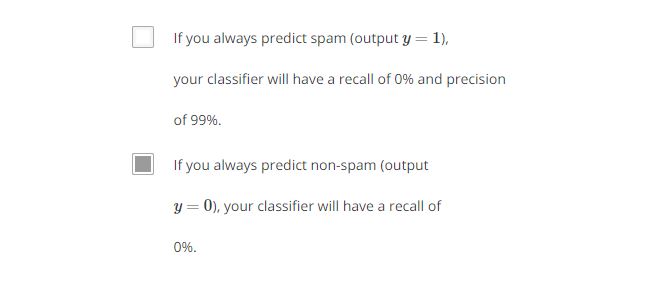 If you always predict spam (output y = 1),
your classifier will have a recall of 0% and precision
of 99%.
If you always predict non-spam (output
y = 0), your classifier will have a recall of
0%.